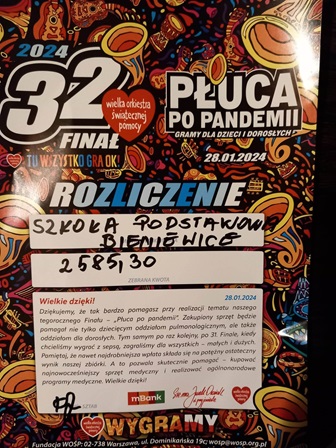 2024
32
FINAŁ
wielka orkiestra
świątecznej
pomocy
TU WSZYSTKO GRA OK!
PŁUCA
PO PANDEMII
GRAMY DLA DZIECI I DOROSŁYCH!
28.01.2024
ROZLICZENIE
SZKOŁA PODSTAWOWA
BIENIEWICE
2585,30
ZEBRANA KWOTA
Wielkie dzięki!
28.01.2024
Dziękujemy, że tak bardzo pomagasz przy realizacji tematu naszego
tegorocznego Finału – „Płuca po pandemii”. Zakupiony sprzęt będzie
pomagał nie tylko dziecięcym oddziałom pulmonologicznym, ale także
oddziałom dla dorosłych. Tym samym po raz kolejny, po 31. Finale, kiedy
chcieliśmy wygrać z sepsą, zagraliśmy dla wszystkich – małych i dużych.
Pamiętaj, że nawet najdrobniejsza wpłata składa się na potężny ostateczny
wynik naszej zbiórki. A to pozwala skutecznie pomagać – kupować
najnowocześniejszy sprzęt medyczny i realizować ogólnonarodowe
programy medyczne. Wielkie dzięki!
SZTAB
mBank
WYGRAMY
Fundacja WOŚP: 02-738 Warszawa, ul. Dominikańska 19c; www.wosp.org.pl